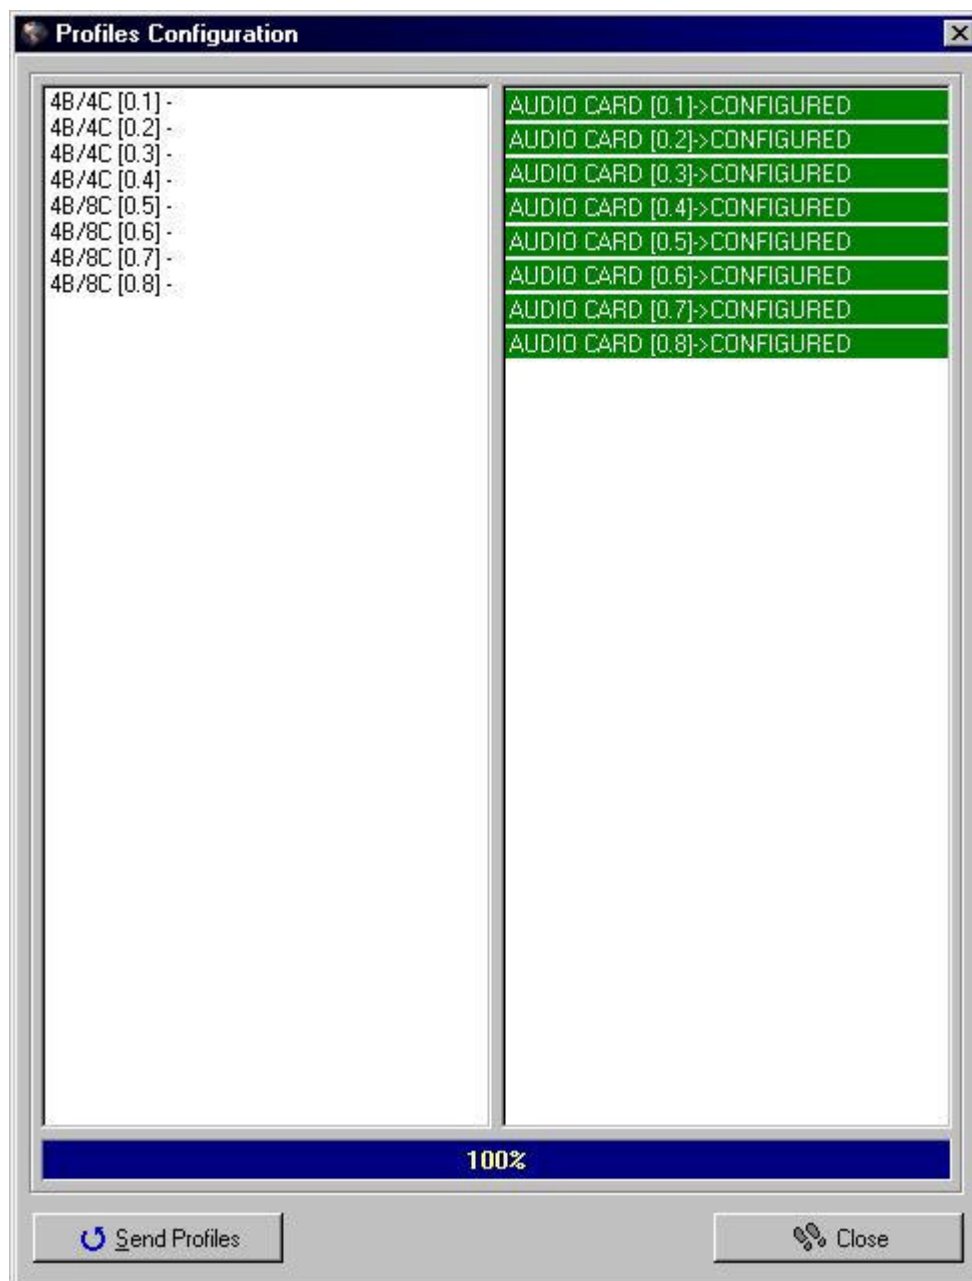 Profiles Configuration
4B/4C [0.1] -
4B/4C [0.2] -
4B/4C [0.3] -
4B/4C [0.4] -
4B/8C [0.5] -
4B/8C [0.6] -
4B/8C [0.7] -
4B/8C [0.8] -
AUDIO CARD [0.1]->CONFIGURED
AUDIO CARD [0.2]->CONFIGURED
AUDIO CARD [0.3]->CONFIGURED
AUDIO CARD [0.4]->CONFIGURED
AUDIO CARD [0.5]->CONFIGURED
AUDIO CARD [0.6]->CONFIGURED
AUDIO CARD [0.7]->CONFIGURED
AUDIO CARD [0.8]->CONFIGURED
100%
Send Profiles
Close